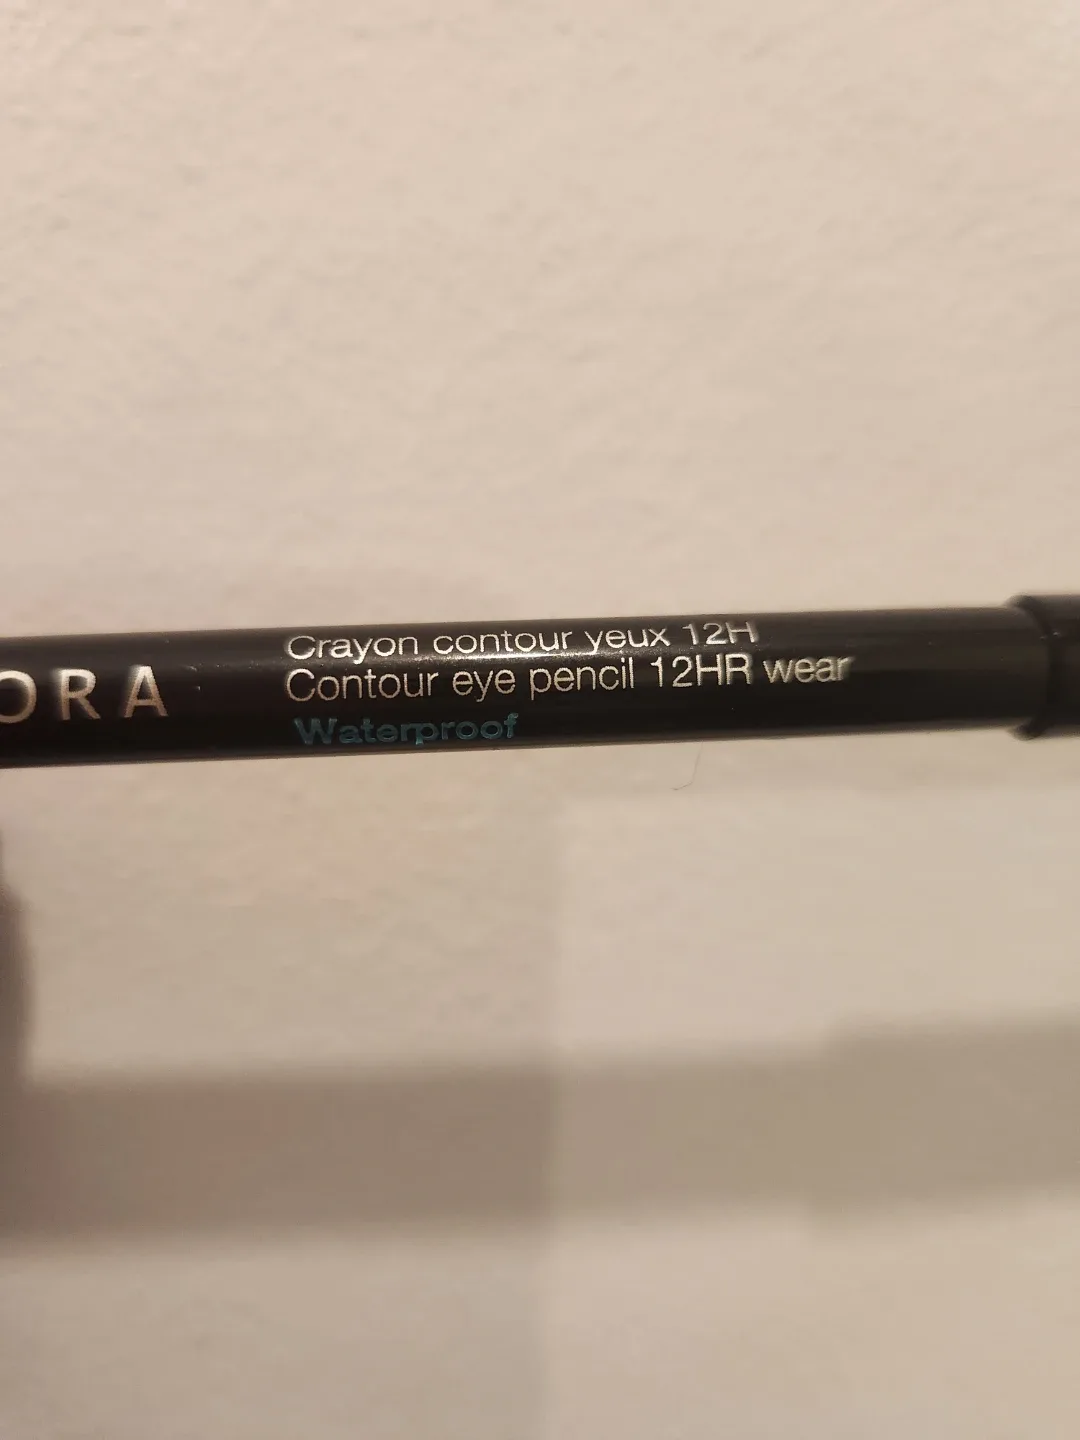 ORA
Crayon contour yeux 12H
Contour eye pencil 12HR wear
Waterproof